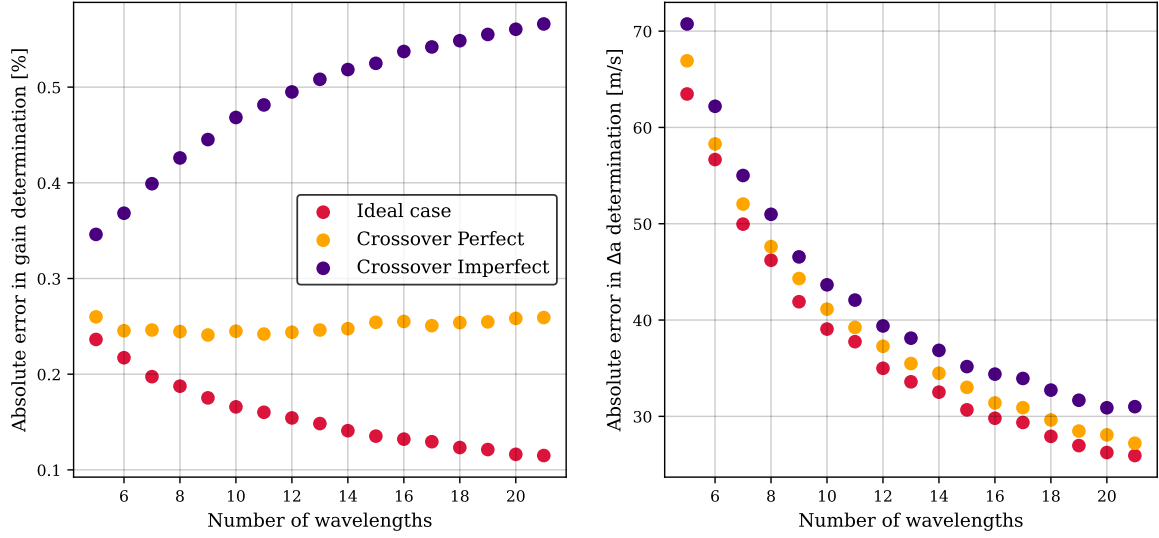 Absolute error in gain determination [%]
0.5
0.4
0.3
0.2
0.1
6 8 10 12 14 16 18 20
Number of wavelengths
Ideal case
Crossover Perfect
Crossover Imperfect
Absolute error in Δa determination [m/s]
70
60
50
40
30
6 8 10 12 14 16 18 20
Number of wavelengths